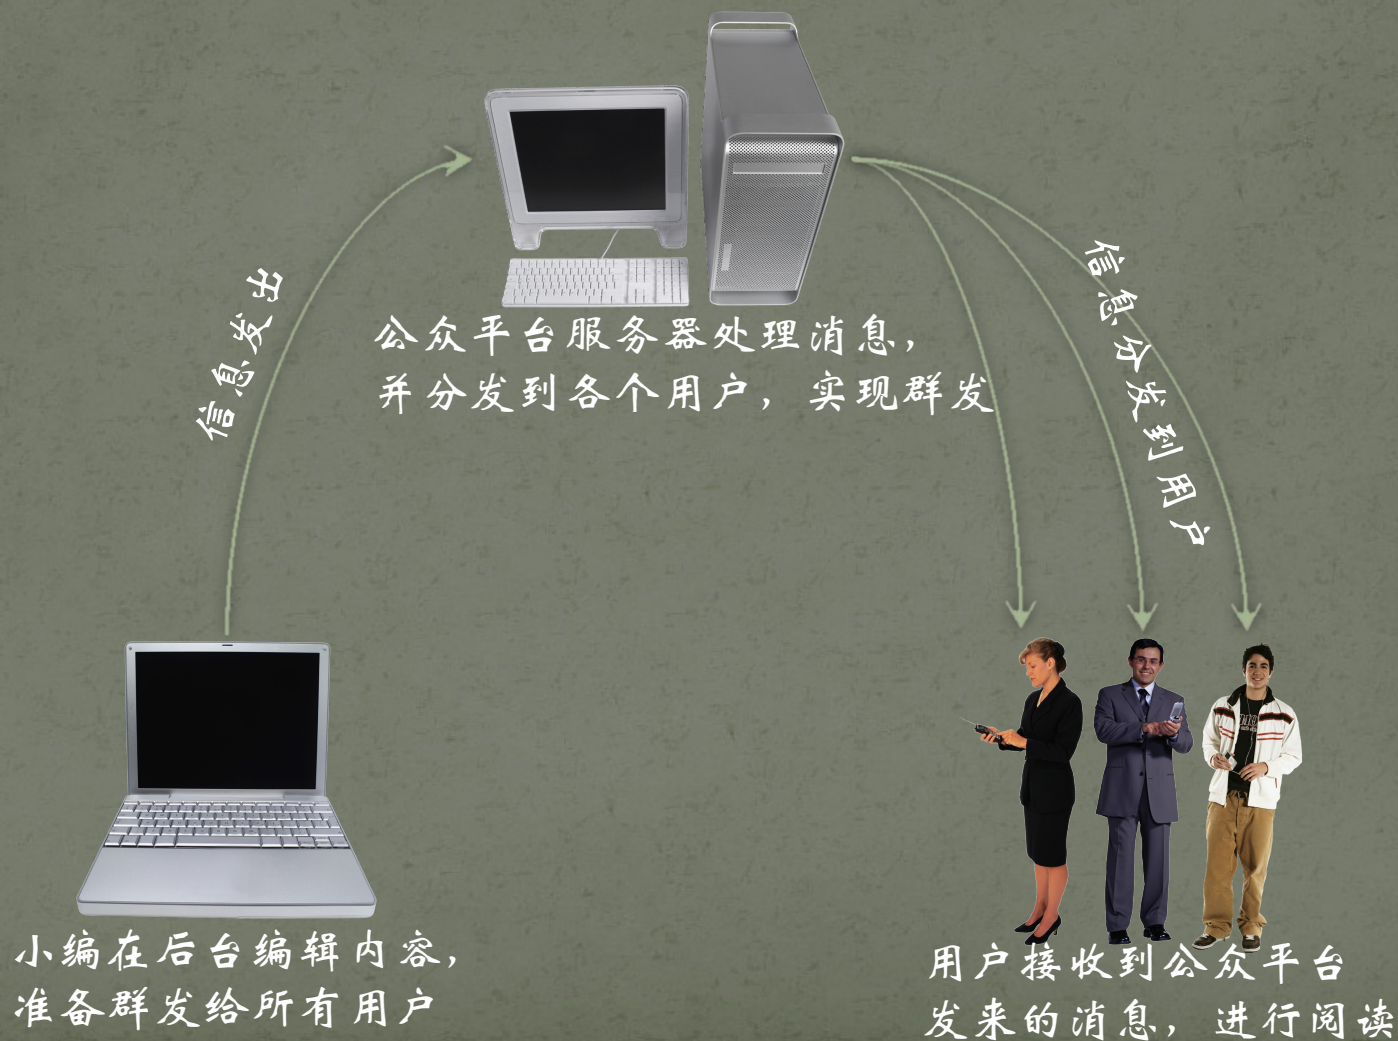 公众平台服务器处理消息，
并分发到各个用户，实现群发
信息发出
信息分发到用户
小编在后台编辑内容，
准备群发给所有用户
用户接收到公众平台
发来的消息，进行阅读